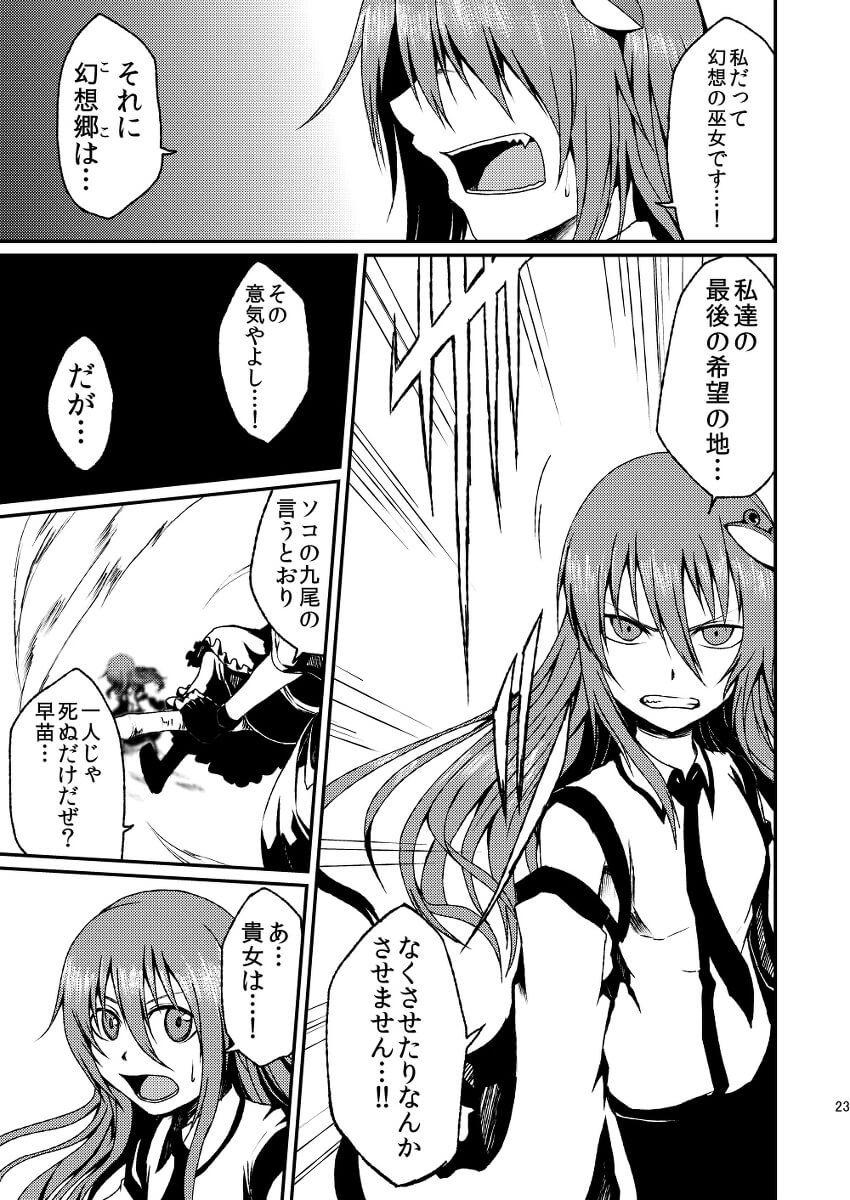 私だって
幻想の巫女です…！
それに
幻想郷は…
こ
こ
私達の
最後の希望の地…
なくさせたりなんか
させません…!!
その
意気やよし…！
だが…
ソコの九尾の
言うとおり
一人じゃ
死ぬだけだぜ？
早苗…
あ…
貴女は…！
23